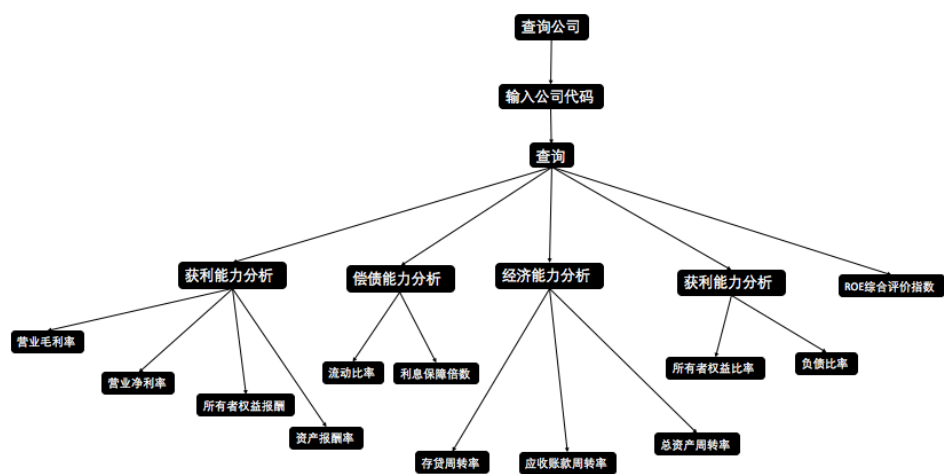 查询公司
输入公司代码
查询
获利能力分析
偿债能力分析
经济能力分析
获利能力分析
ROE综合评价指数
营业毛利率
营业净利率
所有者权益报酬
资产报酬率
流动比率
利息保障倍数
存贷周转率
应收账款周转率
总资产周转率
所有者权益比率
负债比率